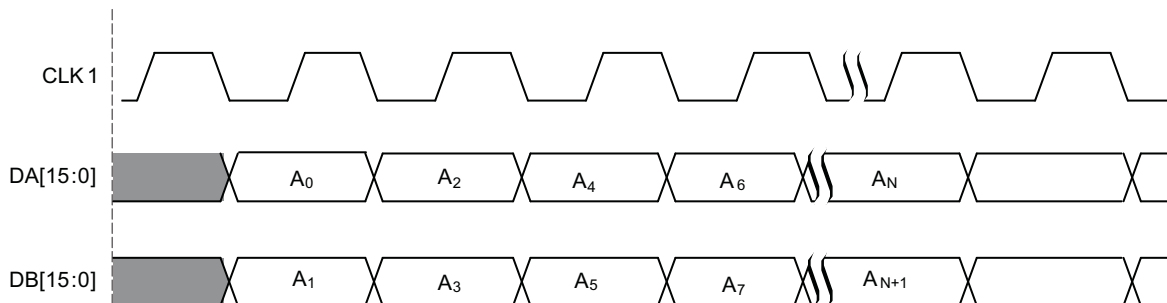 CLK 1
DA[15:0] A0 A2 A4 A6 AN
DB[15:0] A1 A3 A5 A7 AN+1